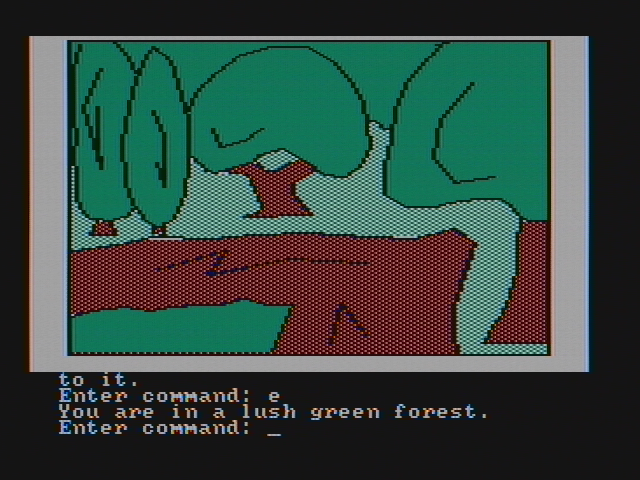 to it.
Enter command: e
You are in a lush green forest.
Enter command: _